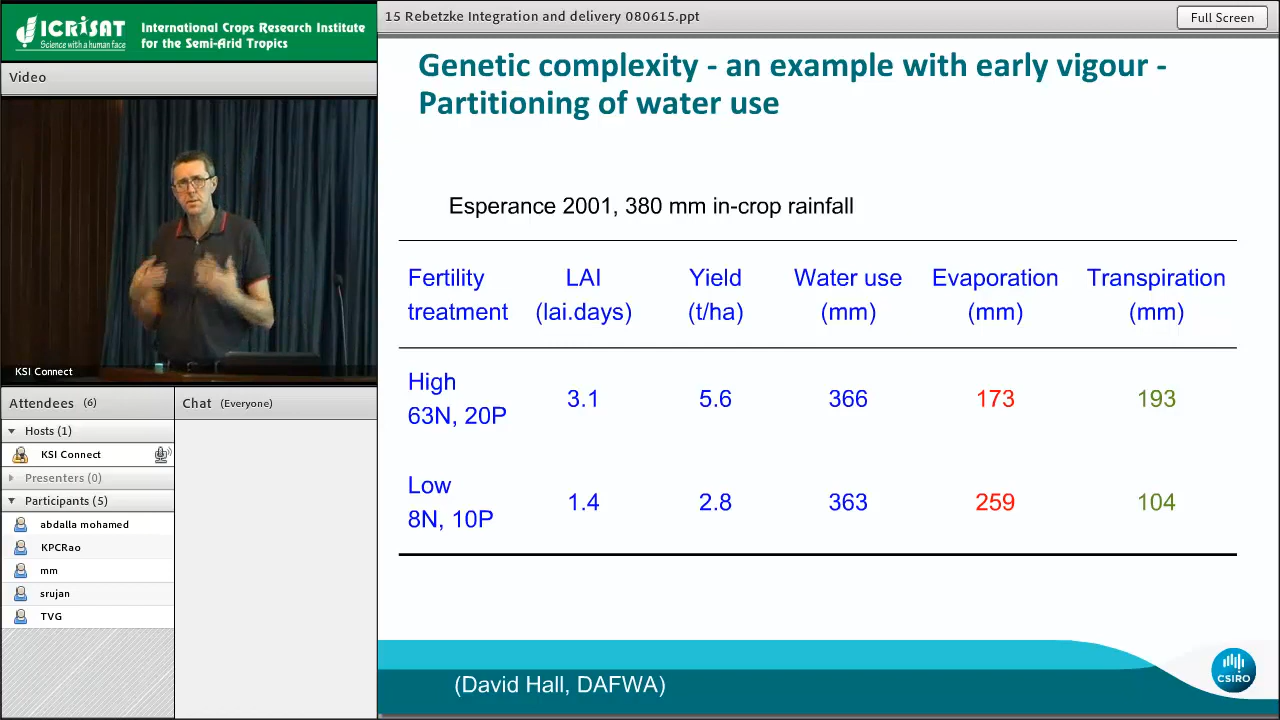 ICRISAT
Science with a human face
International Crops Research Institute
for the Semi-Arid Tropics
15 Rebetzke Integration and delivery 080615.ppt
Full Screen
Video
KSI Connect
Attendees (6)
Chat (Everyone)
Hosts (1)
KSI Connect
Presenters (0)
Participants (5)
abdalla mohamed
KPCRao
mm
srujan
TVG
Genetic complexity - an example with early vigour -
Partitioning of water use
Esperance 2001, 380 mm in-crop rainfall
Fertility treatment LAI (lai.days) Yield (t/ha) Water use (mm) Evaporation (mm) Transpiration (mm)
High 63N, 20P 3.1 5.6 366 173 193
Low 8N, 10P 1.4 2.8 363 259 104
(David Hall, DAFWA)
CSIRO